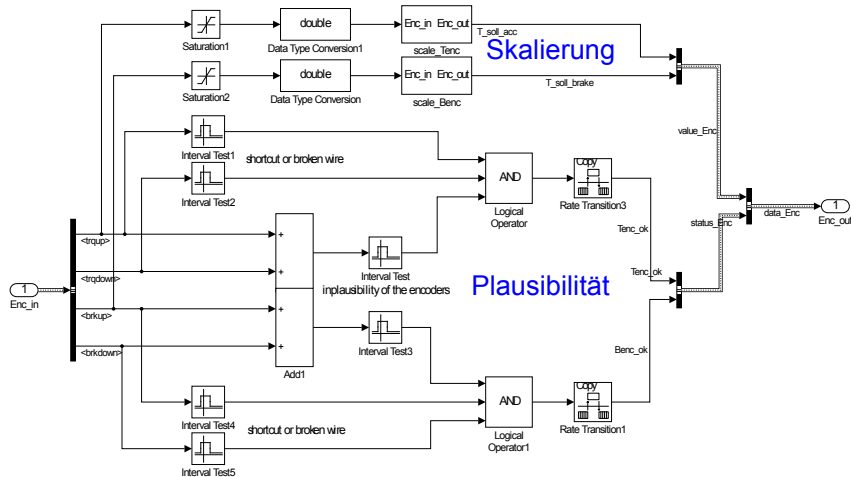 double
Enc_in Enc_out
T_soll_acc
Skalierung
Saturation1
Data Type Conversion1
scale_Tenc
double
Enc_in Enc_out
T_soll_brake
Saturation2
Data Type Conversion
scale_Benc
value_Enc
Interval Test1
shortcut or broken wire
AND
Copy
Interval Test2
Logical
Operator
Rate Transition3
1
Enc_out
data_Enc
status_Enc
Tenc_ok
<trqup>
+
Interval Test
<trqdown>
+
Tenc_ok
1
Enc_in
inplausibility of the encoders
Plausibilität
<brkup>
+
<brkdown>
+
Interval Test3
Benc_ok
Add1
AND
Copy
Interval Test4
shortcut or broken wire
Logical
Operator1
Rate Transition1
Interval Test5